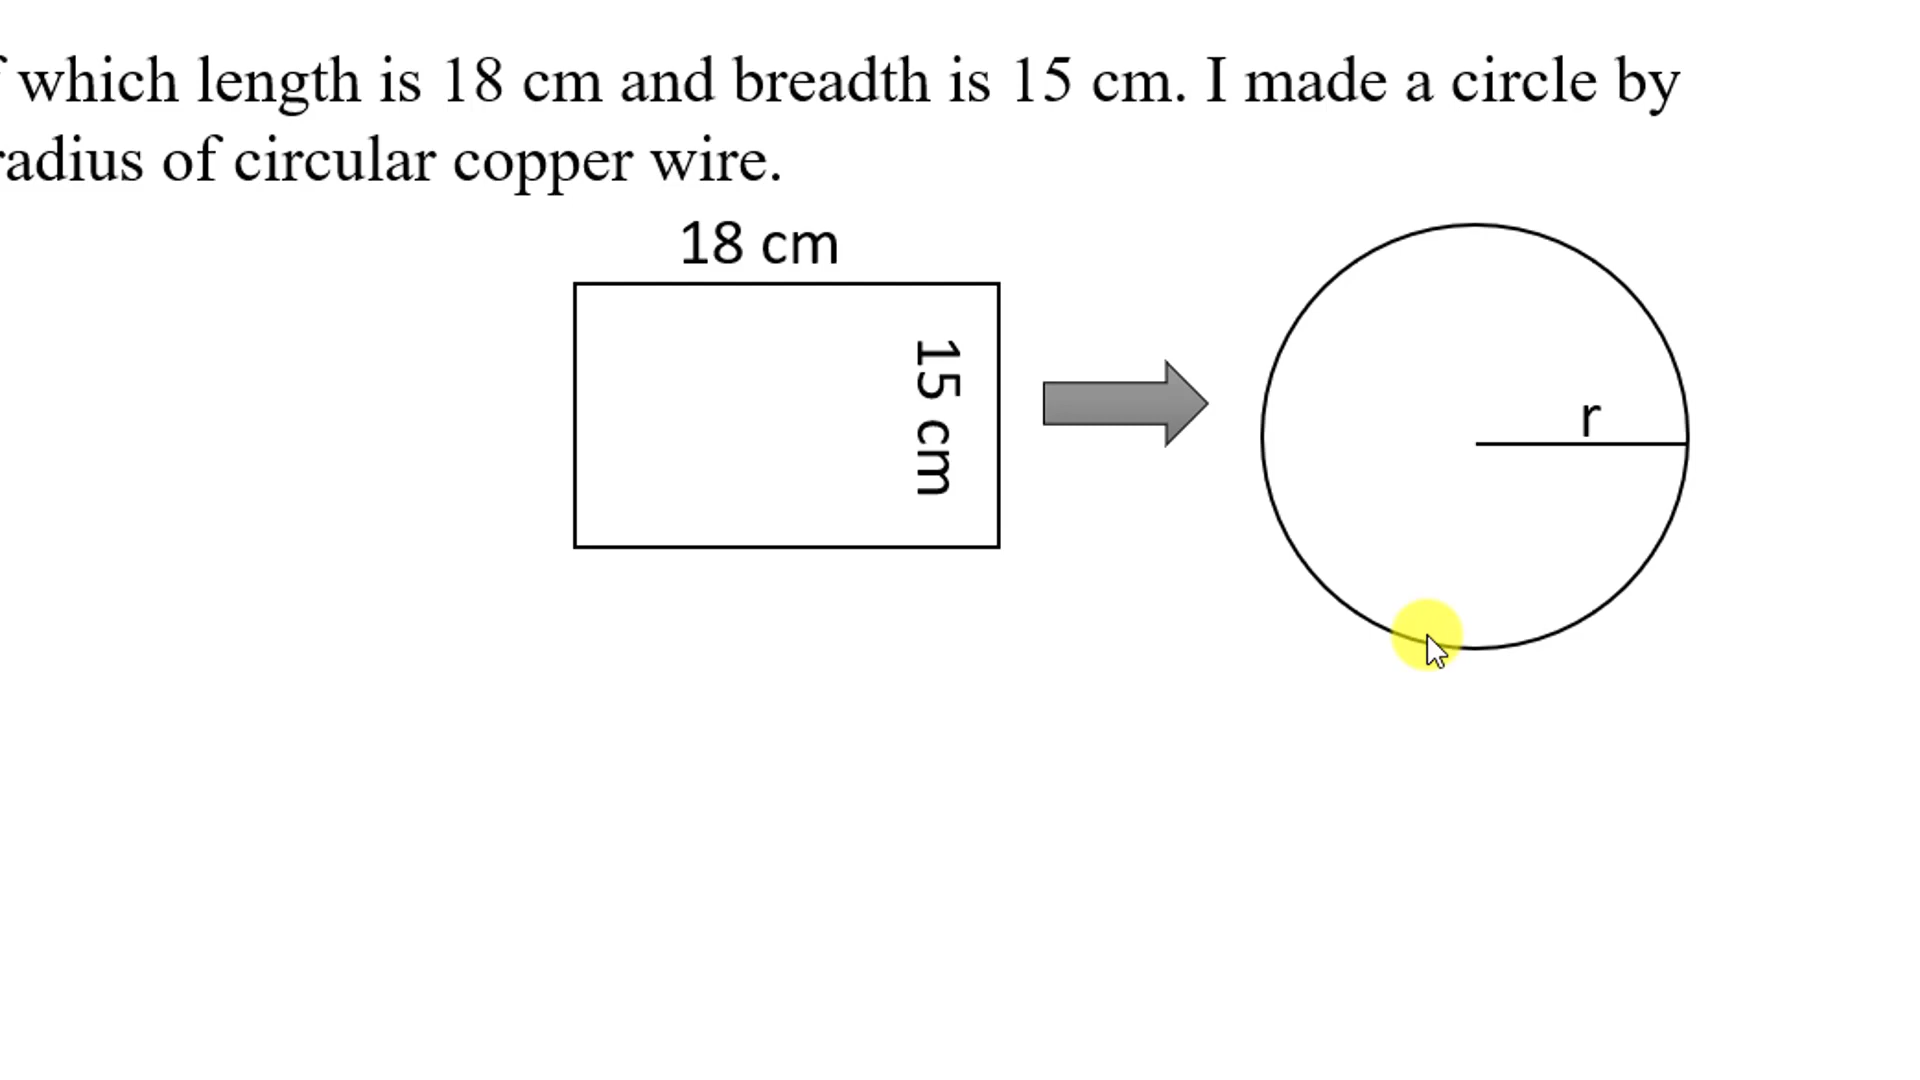 which length is 18 cm and breadth is 15 cm. I made a circle by
radius of circular copper wire.
18 cm
15 cm
r